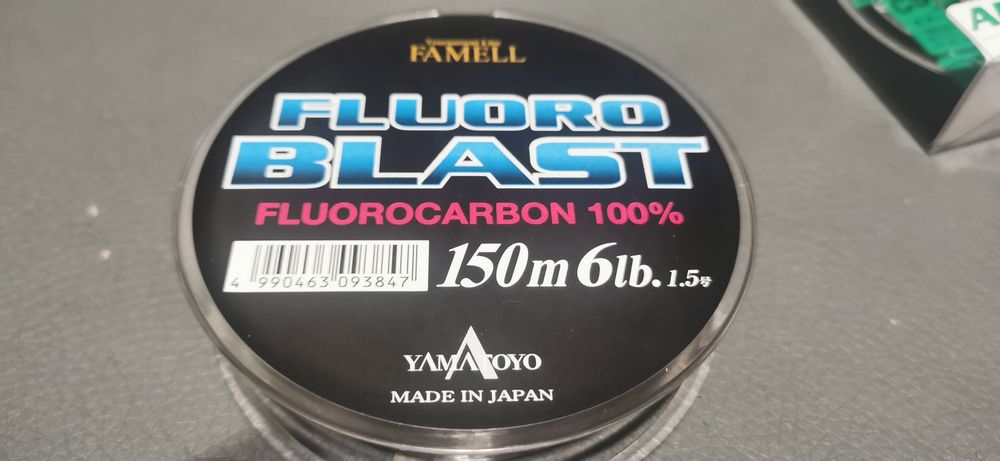 FAMELL
FLUORO
BLAST
FLUOROCARBON 100%
4 990463 093847
150m 6lb. 1.5号
YAMATOYO
MADE IN JAPAN